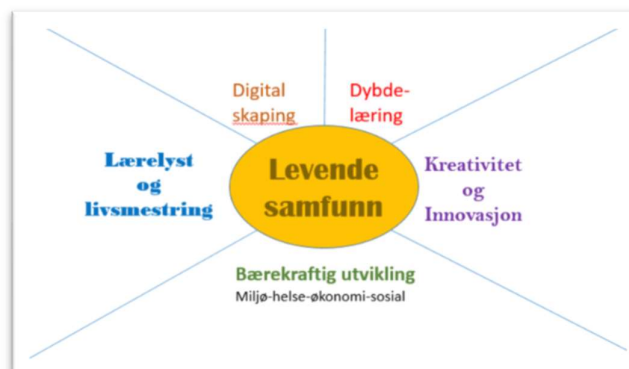 Digital
skaping
Dybde-
læring
Lærelyst
og
livsmestring
Levende
samfunn
Kreativitet
og
Innovasjon
Bærekraftig utvikling
Miljø-helse-økonomi-sosial